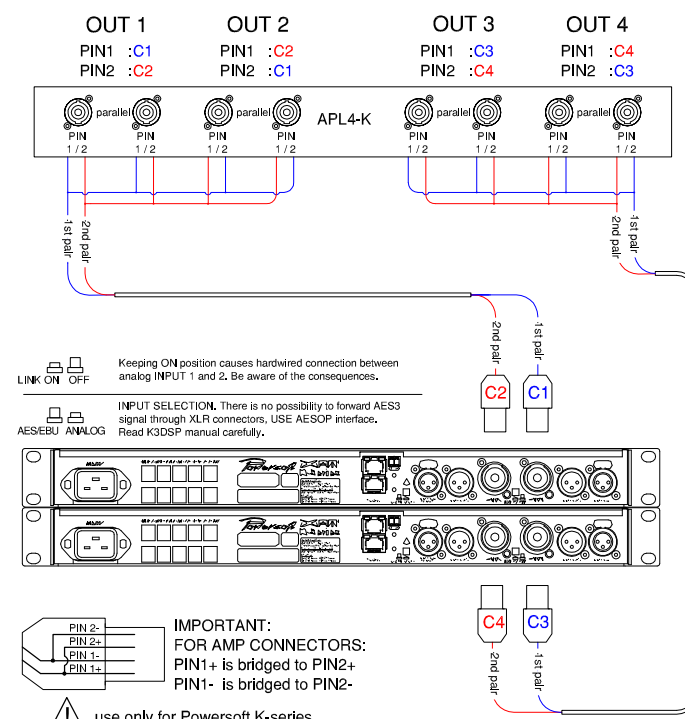 OUT 1 OUT 2 OUT 3 OUT 4
PIN1 :C1 PIN1 :C2 PIN1 :C3 PIN1 :C4
PIN2 :C2 PIN2 :C1 PIN2 :C4 PIN2 :C3
parallel parallel APL4-K parallel parallel
PIN PIN PIN PIN PIN PIN PIN PIN
1 / 2 1 / 2 1 / 2 1 / 2 1 / 2 1 / 2 1 / 2 1 / 2
1st pair
2nd pair
2nd pair
1st pair
2nd pair
1st pair
LINK ON OFF
Keeping ON position causes hardwired connection between
analog INPUT 1 and 2. Be aware of the consequences.
C2 C1
AES/EBU ANALOG
INPUT SELECTION. There is no possibility to forward AES3
signal through XLR connectors, USE AESOP interface.
Read K3DSP manual carefully.
Powersoft
Powersoft
C4 C3
2nd pair
1st pair
PIN 2-
PIN 2+
PIN 1-
PIN 1+
IMPORTANT:
FOR AMP CONNECTORS:
PIN1+ is bridged to PIN2+
PIN1- is bridged to PIN2-
use only for Powersoft K-series